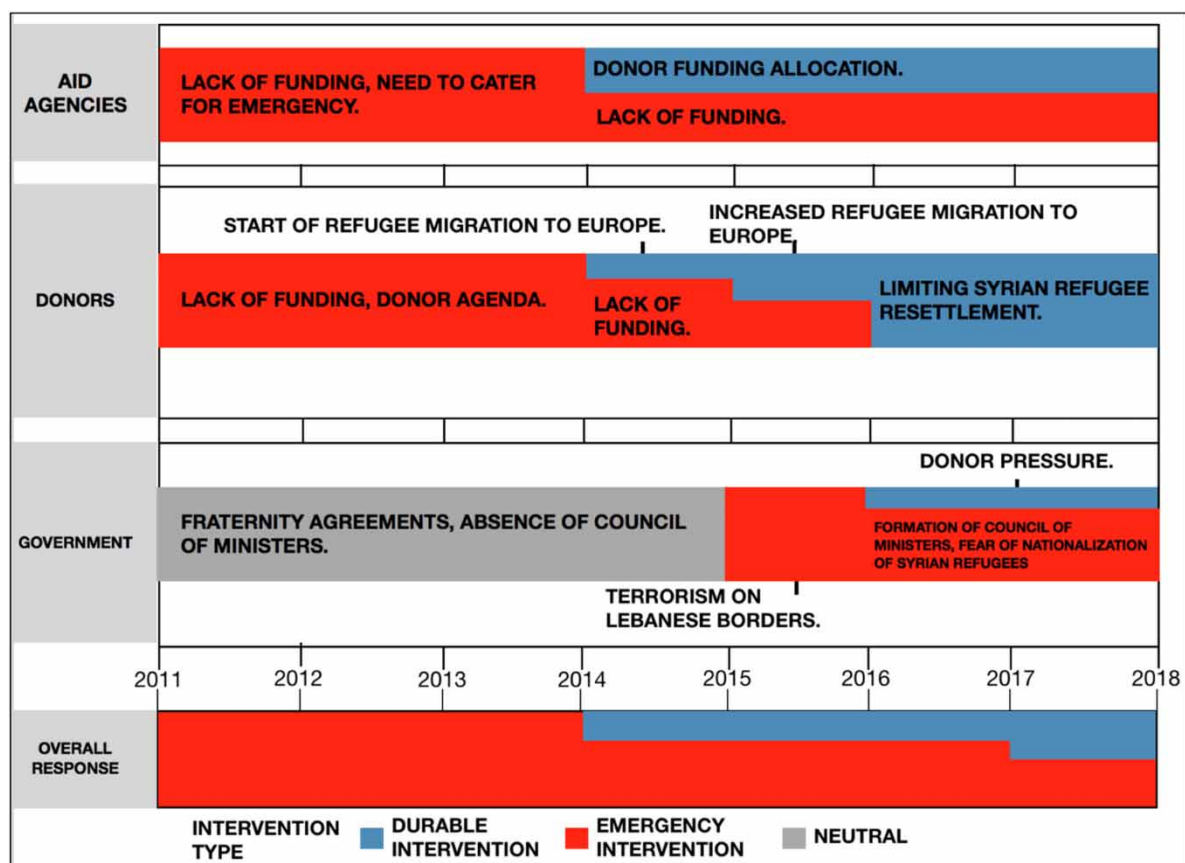 AID
AGENCIES
LACK OF FUNDING, NEED TO CATER
FOR EMERGENCY.
DONOR FUNDING ALLOCATION.
LACK OF FUNDING.
START OF REFUGEE MIGRATION TO EUROPE.
INCREASED REFUGEE MIGRATION TO
EUROPE
DONORS
LACK OF FUNDING, DONOR AGENDA.
LACK OF
FUNDING.
LIMITING SYRIAN REFUGEE
RESETTLEMENT.
DONOR PRESSURE.
GOVERNMENT
FRATERNITY AGREEMENTS, ABSENCE OF COUNCIL
OF MINISTERS.
FORMATION OF COUNCIL OF
MINISTERS, FEAR OF NATIONALIZATION
OF SYRIAN REFUGEES
TERRORISM ON
LEBANESE BORDERS.
2011 2012 2013 2014 2015 2016 2017 2018
OVERALL
RESPONSE
INTERVENTION
TYPE
DURABLE
INTERVENTION
EMERGENCY
INTERVENTION
NEUTRAL